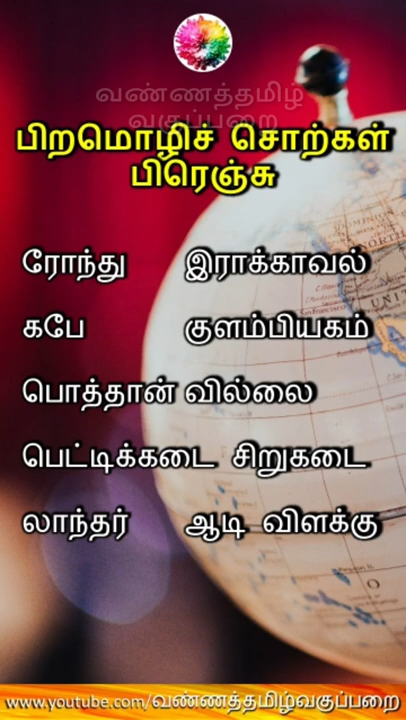 வண்ணத்தமிழ்
வகுப்பறை
பிறமொழிச் சொற்கள்
பிரெஞ்சு
ரோந்து இராக்காவல்
கபே குளம்பியகம்
பொத்தான் வில்லை
பெட்டிக்கடை சிறுகடை
லாந்தர் ஆடி விளக்கு
www.youtube.com/வண்ணத்தமிழ்வகுப்பறை